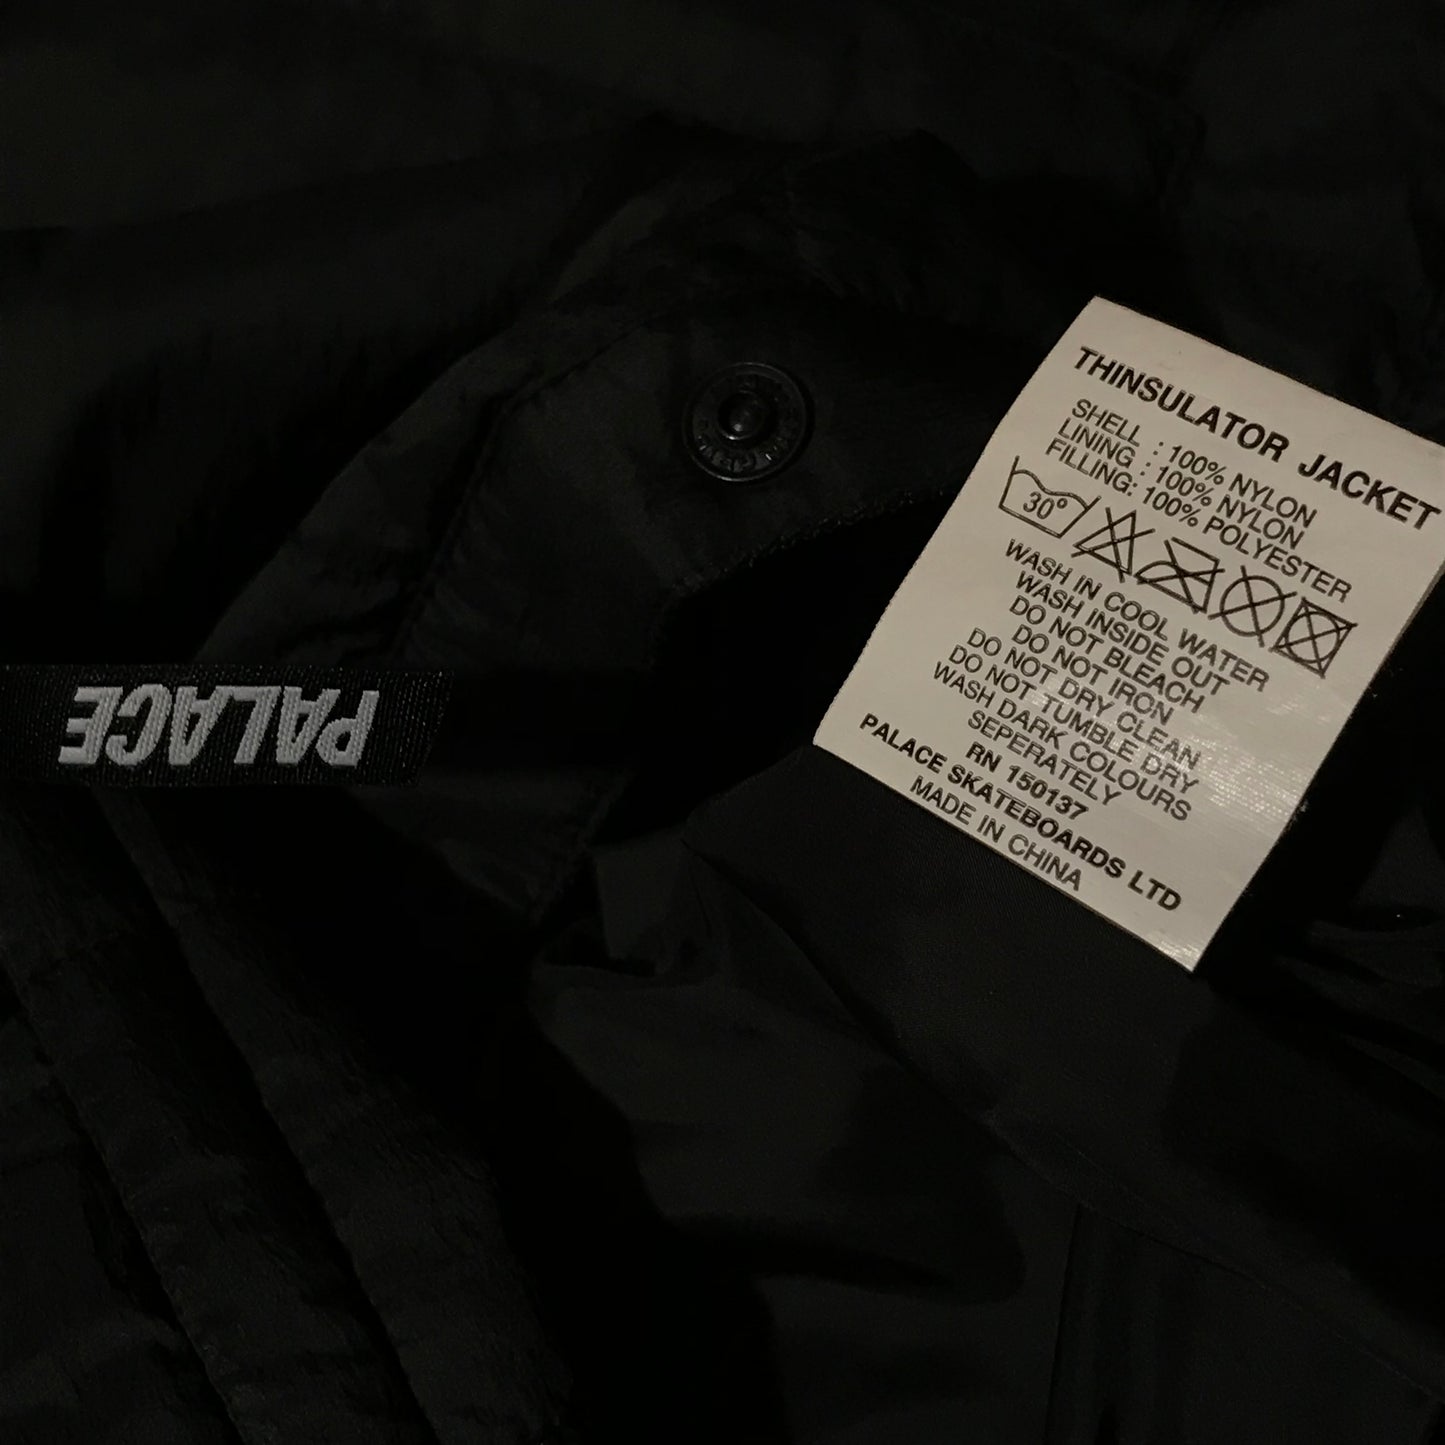 PALACE
THINSULATOR JACKET
SHELL : 100% NYLON
LINING : 100% NYLON
FILLING: 100% POLYESTER
30°
WASH IN COOL WATER
WASH INSIDE OUT
DO NOT BLEACH
DO NOT IRON
DO NOT DRY CLEAN
DO NOT TUMBLE DRY
WASH DARK COLOURS
SEPERATELY
RN 150137
PALACE SKATEBOARDS LTD
MADE IN CHINA